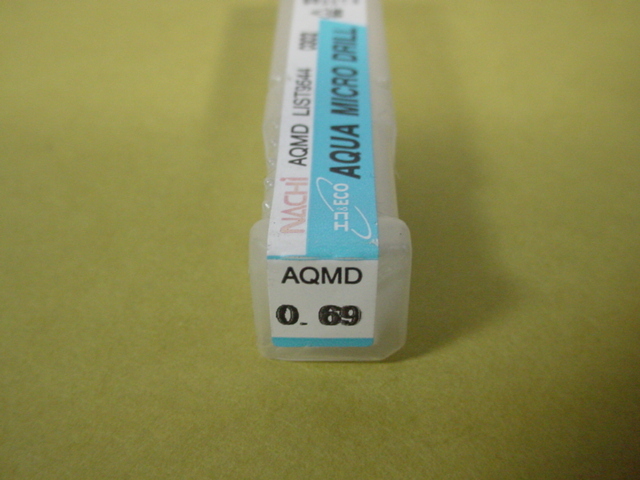 NACHi AQMD LIST9544
エコ&ECO AQUA MICRO DRILL
AQMD
0.69